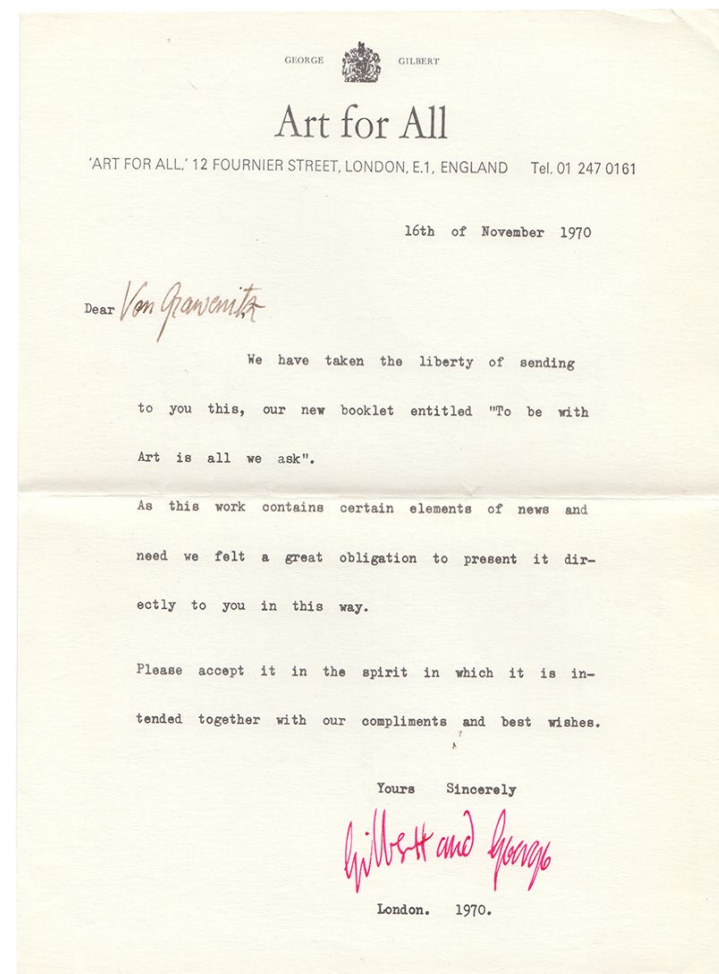 GEORGE GILBERT
Art for All
'ART FOR ALL,' 12 FOURNIER STREET, LONDON, E.1, ENGLAND Tel. 01 247 0161
16th of November 1970
Dear Von Grawenitz
We have taken the liberty of sending
to you this, our new booklet entitled "To be with
Art is all we ask".
As this work contains certain elements of news and
need we felt a great obligation to present it dir-
ectly to you in this way.
Please accept it in the spirit in which it is in-
tended together with our compliments and best wishes.
Yours Sincerely
Gilbert and George
London. 1970.